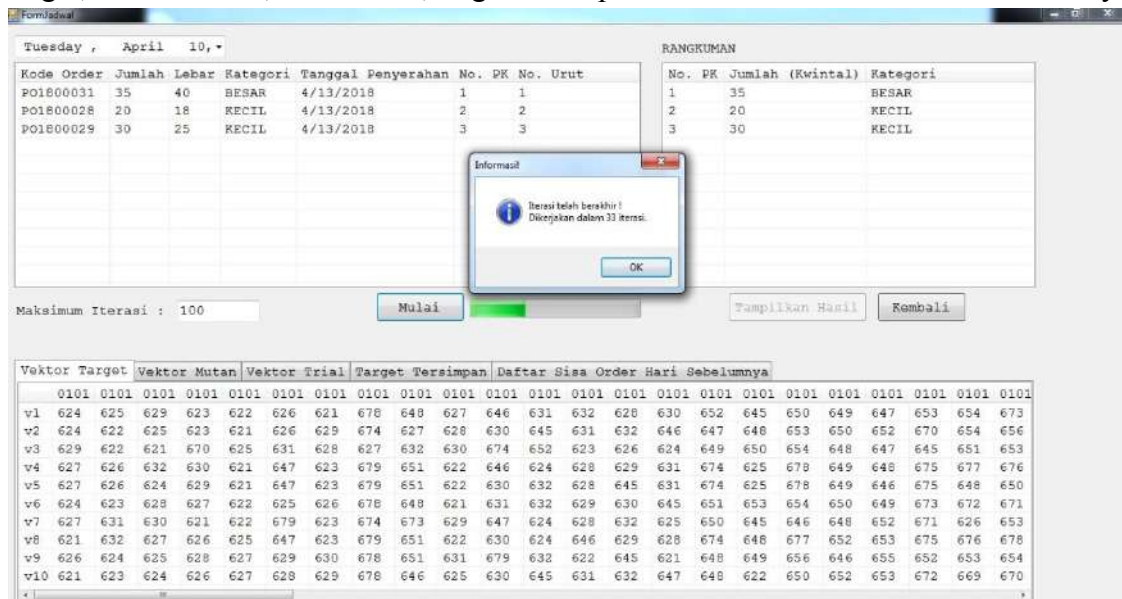 FormJadwal
Tuesday , April 10,
RANGKUMAN
Kode Order Jumlah Lebar Kategori Tanggal Penyerahan No. PK No. Urut
PO1800031 35 40 BESAR 4/13/2018 1 1
PO1800028 20 18 KECIL 4/13/2018 2 2
PO1800029 30 25 KECIL 4/13/2018 3 3
No. PK Jumlah (Kwintal) Kategori
1 35 BESAR
2 20 KECIL
3 30 KECIL
Informasi!
Iterasi telah berakhir !
Dikerjakan dalam 33 iterasi.
OK
Maksimum Iterasi : 100
Mulai
Tampilkan Hasil
Kembali
Vektor Target Vektor Mutan Vektor Trial Target Tersimpan Daftar Sisa Order Hari Sebelumnya
0101 0101 0101 0101 0101 0101 0101 0101 0101 0101 0101 0101 0101 0101 0101 0101 0101 0101 0101 0101 0101 0101 0101
v1 624 625 629 623 622 626 621 678 648 627 646 631 632 628 630 652 645 650 649 647 653 654 673
v2 624 622 625 623 621 626 629 674 627 628 630 645 631 632 646 647 648 653 650 652 670 654 656
v3 629 622 621 670 625 631 628 627 632 630 674 652 623 626 624 649 650 654 648 647 645 651 653
v4 627 626 632 630 621 647 623 679 651 622 646 624 628 629 631 674 625 678 649 648 675 677 676
v5 627 626 624 629 621 647 623 679 651 622 630 632 628 645 631 674 625 678 649 646 675 648 650
v6 624 623 628 627 622 625 626 678 648 621 631 632 629 630 645 651 653 654 650 649 673 672 671
v7 627 631 630 621 622 679 623 674 673 629 647 624 628 632 625 650 645 646 648 652 671 626 653
v8 621 632 627 626 625 647 623 679 651 622 630 624 646 629 628 674 648 677 652 653 675 676 678
v9 626 624 625 628 627 629 630 678 651 631 679 632 622 645 621 648 649 656 646 655 652 653 654
v10 621 623 624 626 627 628 629 678 646 625 630 645 631 632 647 648 622 650 652 653 672 669 670